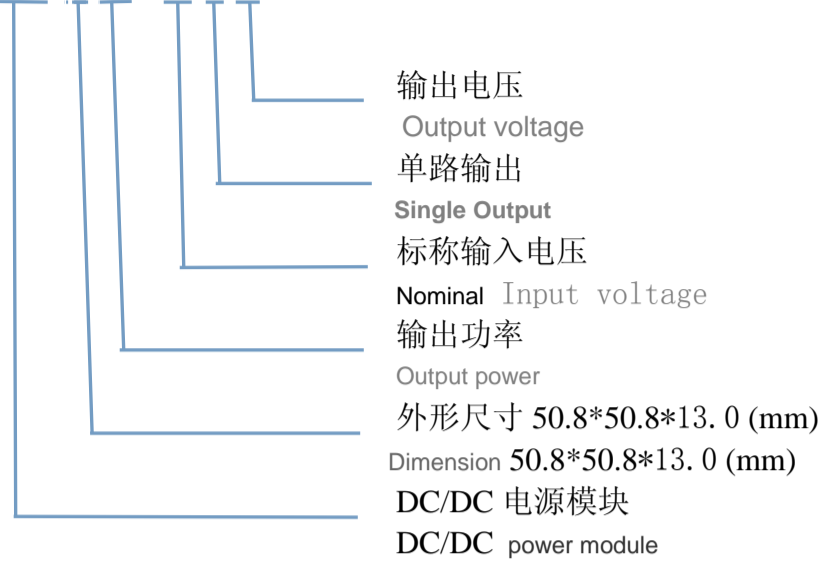 输出电压
Output voltage
单路输出
Single Output
标称输入电压
Nominal Input voltage
输出功率
Output power
外形尺寸 50.8*50.8*13.0 (mm)
Dimension 50.8*50.8*13.0 (mm)
DC/DC 电源模块
DC/DC power module